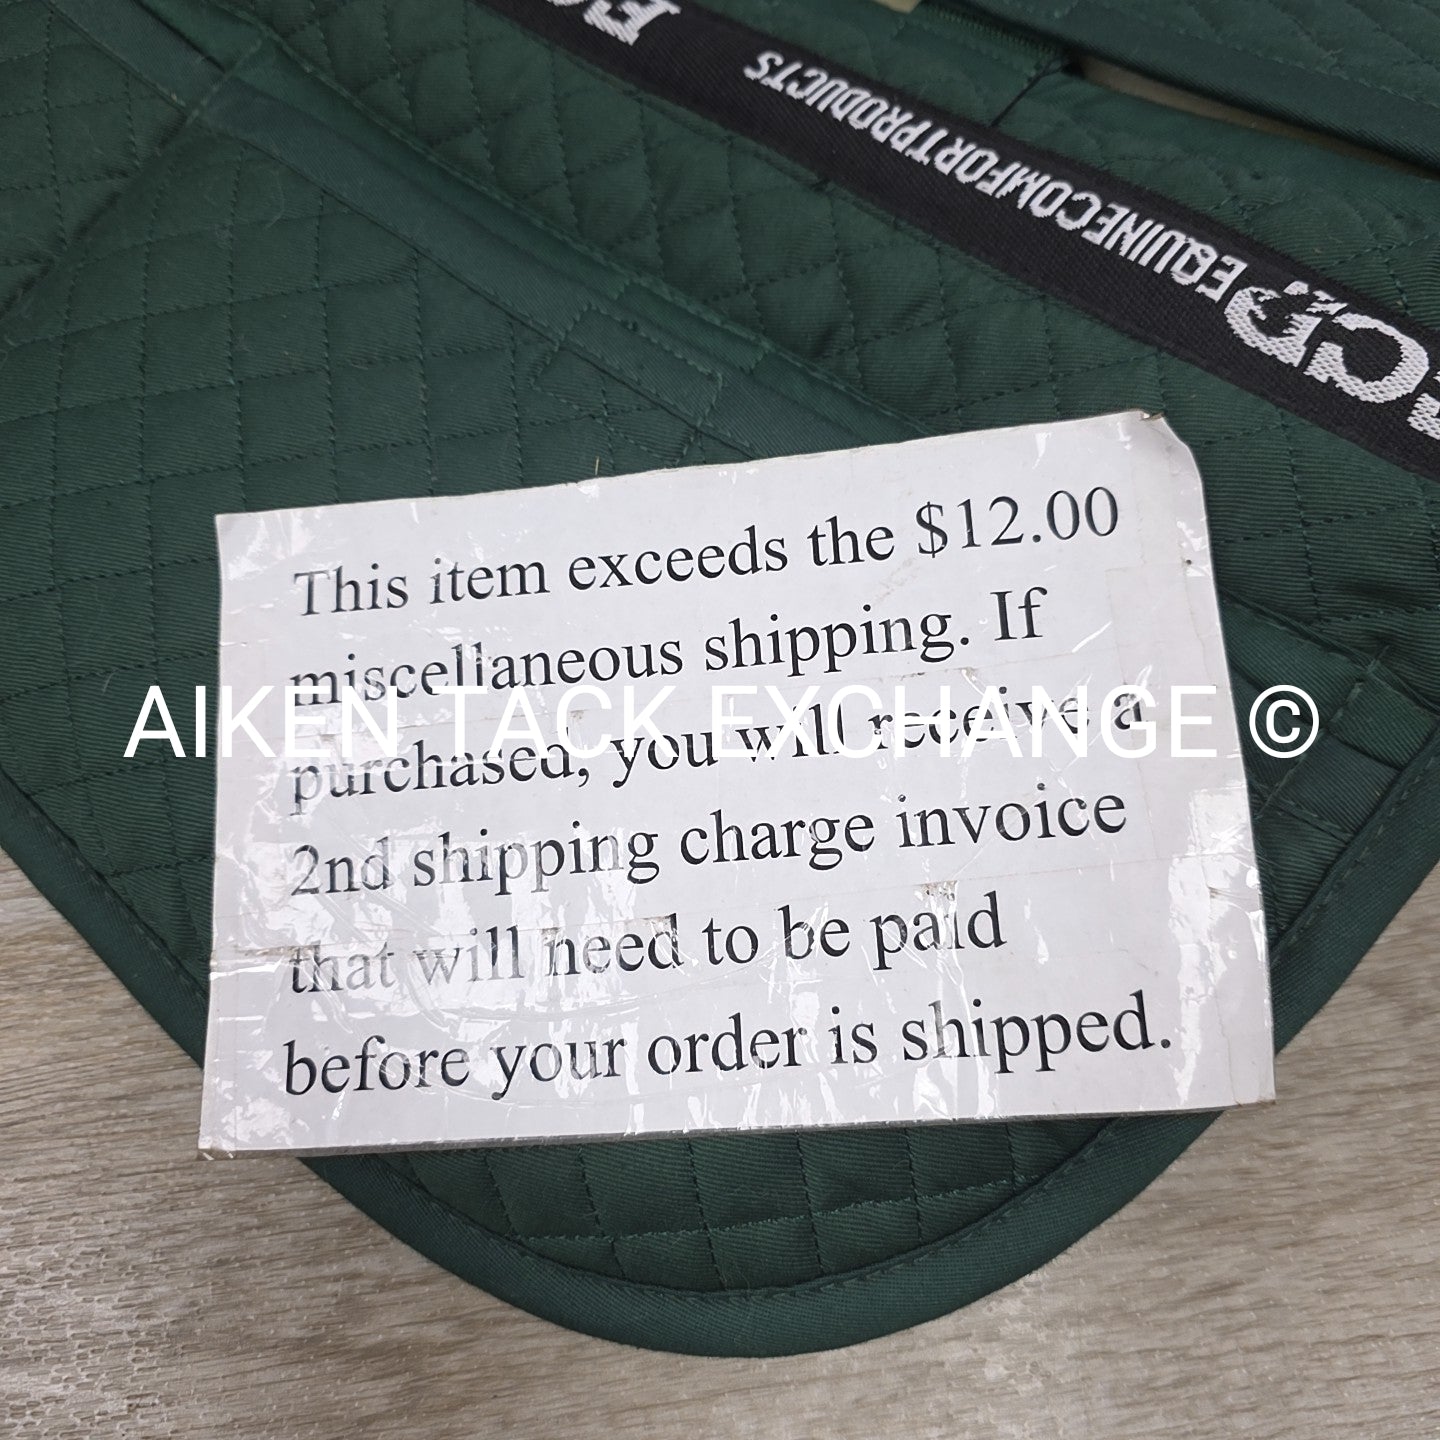 EQUINECOMFORTPRODUCTS
This item exceeds the $12.00
miscellaneous shipping. If
purchased, you will receive a
2nd shipping charge invoice
that will need to be paid
before your order is shipped.
AIKEN TACK EXCHANGE ©